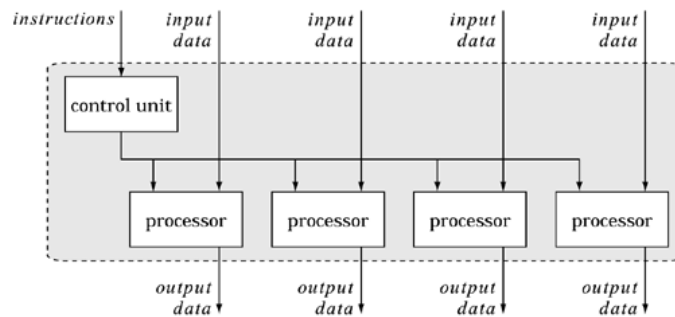 instructions
input
data
input
data
input
data
input
data
control unit
processor
processor
processor
processor
output
data
output
data
output
data
output
data